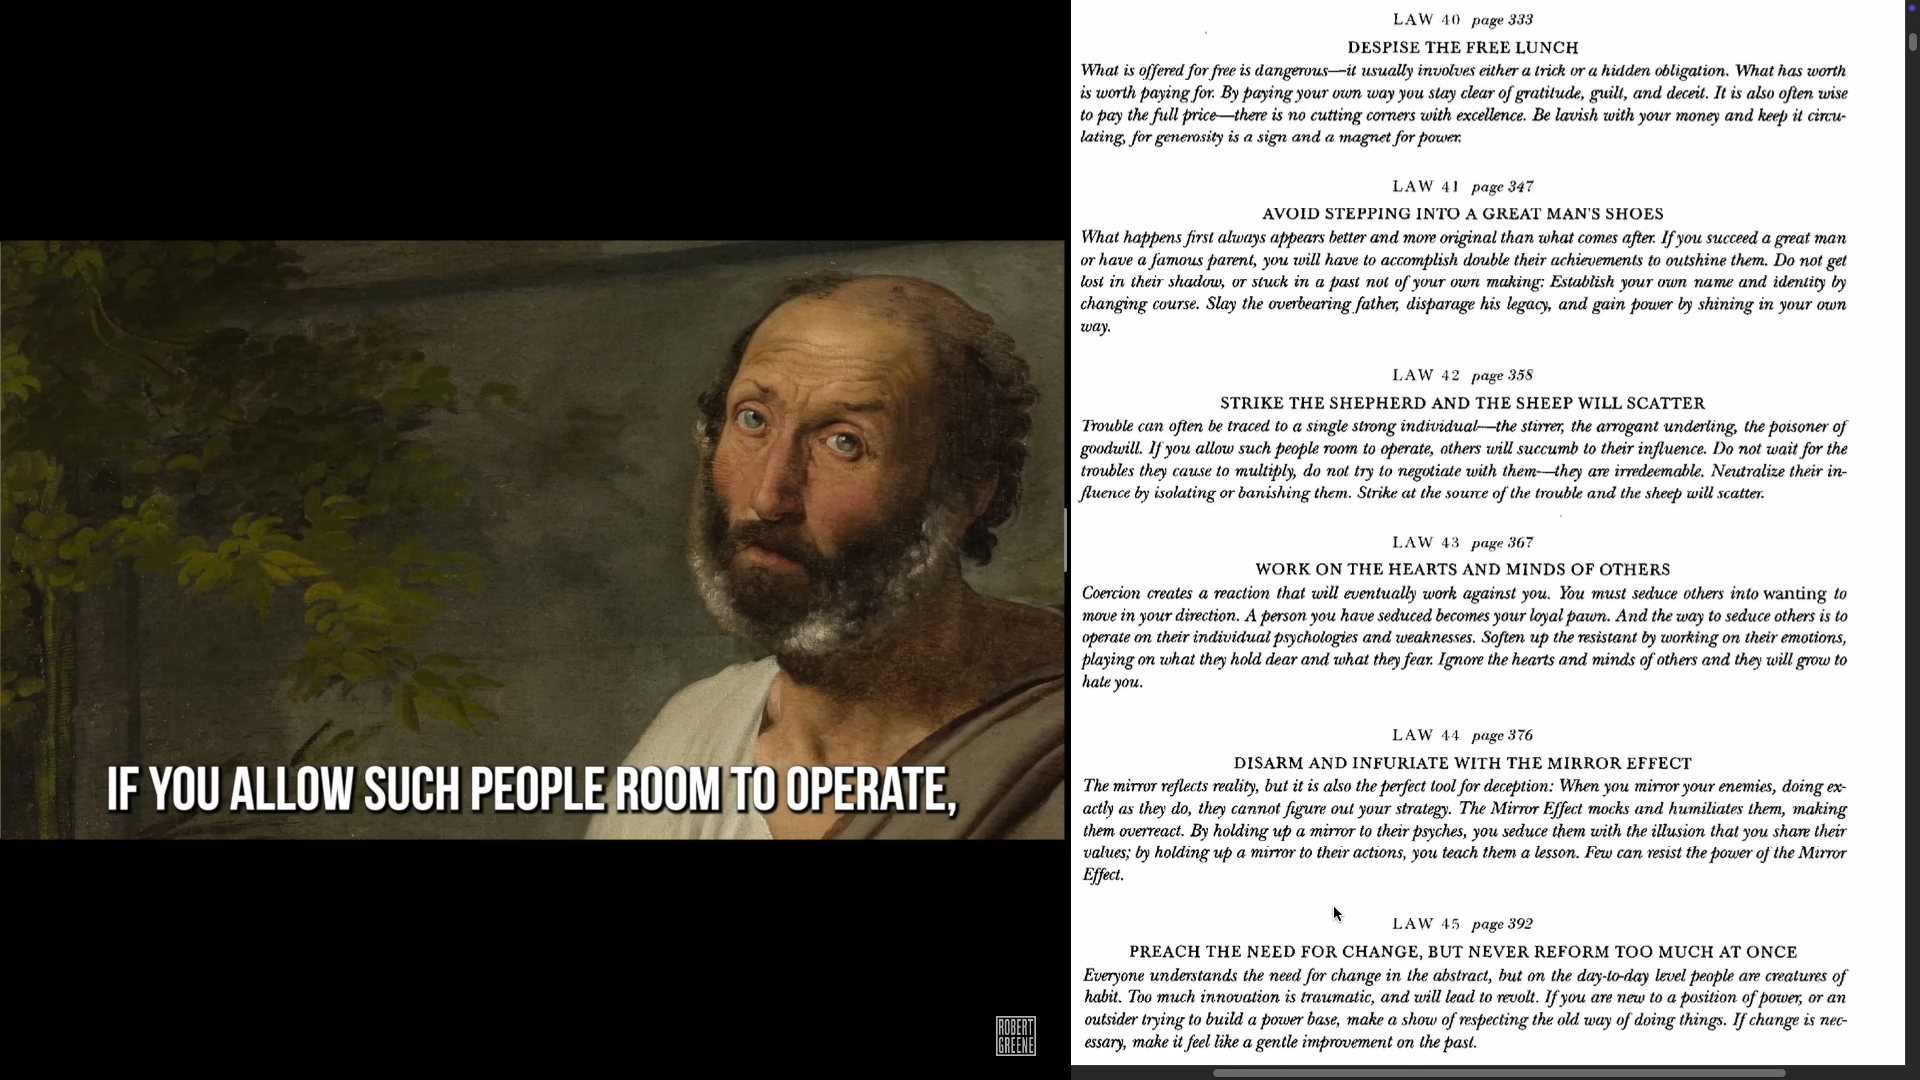 IF YOU ALLOW SUCH PEOPLE ROOM TO OPERATE,
ROBERT
GREENE
LAW 40 page 333
DESPISE THE FREE LUNCH
What is offered for free is dangerous—it usually involves either a trick or a hidden obligation. What has worth
is worth paying for. By paying your own way you stay clear of gratitude, guilt, and deceit. It is also often wise
to pay the full price—there is no cutting corners with excellence. Be lavish with your money and keep it circu-
lating, for generosity is a sign and a magnet for power.
LAW 41 page 347
AVOID STEPPING INTO A GREAT MAN'S SHOES
What happens first always appears better and more original than what comes after. If you succeed a great man
or have a famous parent, you will have to accomplish double their achievements to outshine them. Do not get
lost in their shadow, or stuck in a past not of your own making: Establish your own name and identity by
changing course. Slay the overbearing father, disparage his legacy, and gain power by shining in your own
way.
LAW 42 page 358
STRIKE THE SHEPHERD AND THE SHEEP WILL SCATTER
Trouble can often be traced to a single strong individual—the stirrer, the arrogant underling, the poisoner of
goodwill. If you allow such people room to operate, others will succumb to their influence. Do not wait for the
troubles they cause to multiply, do not try to negotiate with them—they are irredeemable. Neutralize their in-
fluence by isolating or banishing them. Strike at the source of the trouble and the sheep will scatter.
LAW 43 page 367
WORK ON THE HEARTS AND MINDS OF OTHERS
Coercion creates a reaction that will eventually work against you. You must seduce others into wanting to
move in your direction. A person you have seduced becomes your loyal pawn. And the way to seduce others is to
operate on their individual psychologies and weaknesses. Soften up the resistant by working on their emotions,
playing on what they hold dear and what they fear. Ignore the hearts and minds of others and they will grow to
hate you.
LAW 44 page 376
DISARM AND INFURIATE WITH THE MIRROR EFFECT
The mirror reflects reality, but it is also the perfect tool for deception: When you mirror your enemies, doing ex-
actly as they do, they cannot figure out your strategy. The Mirror Effect mocks and humiliates them, making
them overreact. By holding up a mirror to their psyches, you seduce them with the illusion that you share their
values; by holding up a mirror to their actions, you teach them a lesson. Few can resist the power of the Mirror
Effect.
LAW 45 page 392
PREACH THE NEED FOR CHANGE, BUT NEVER REFORM TOO MUCH AT ONCE
Everyone understands the need for change in the abstract, but on the day-to-day level people are creatures of
habit. Too much innovation is traumatic, and will lead to revolt. If you are new to a position of power, or an
outsider trying to build a power base, make a show of respecting the old way of doing things. If change is nec-
essary, make it feel like a gentle improvement on the past.